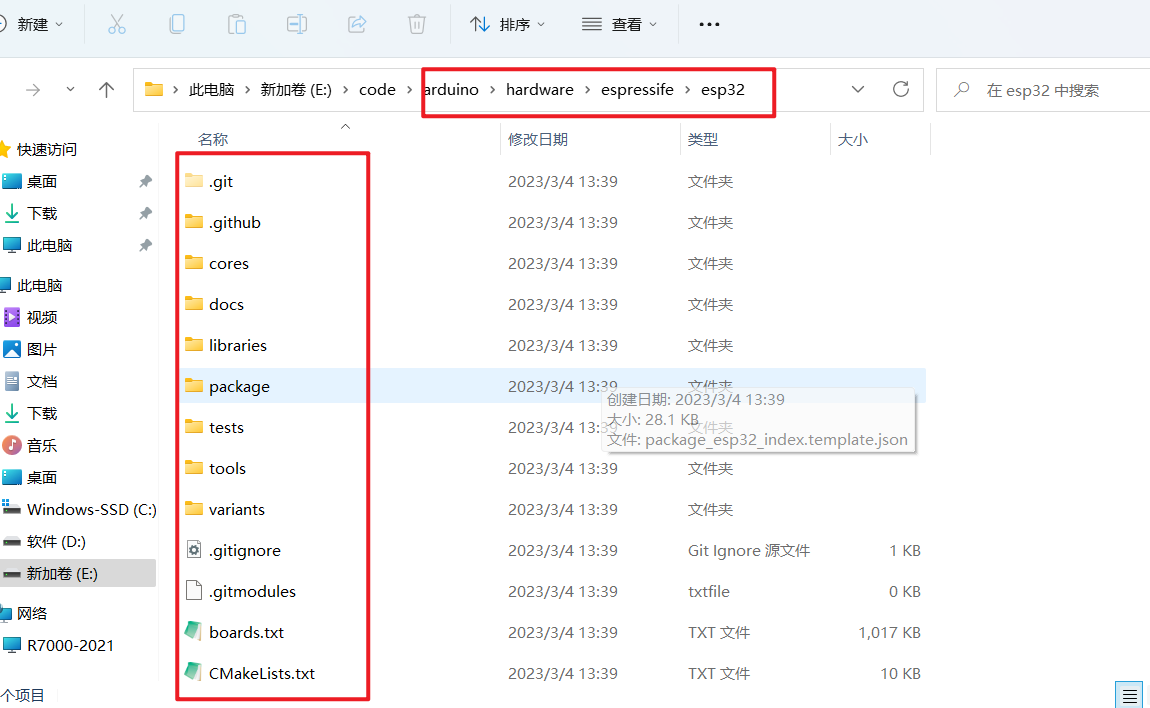 新建 排序 查看
此电脑 新加卷 (E:) code arduino hardware espressife esp32 在 esp32 中搜索
名称 修改日期 类型 大小
快速访问
桌面
下载
此电脑
此电脑
视频
图片
文档
下载
音乐
桌面
Windows-SSD (C:)
软件 (D:)
新加卷 (E:)
网络
R7000-2021
.git 2023/3/4 13:39 文件夹
.github 2023/3/4 13:39 文件夹
cores 2023/3/4 13:39 文件夹
docs 2023/3/4 13:39 文件夹
libraries 2023/3/4 13:39 文件夹
package 2023/3/4 13:39 文件夹
创建日期: 2023/3/4 13:39
大小: 28.1 KB
文件: package_esp32_index.template.json
tests 2023/3/4 13:39 文件夹
tools 2023/3/4 13:39 文件夹
variants 2023/3/4 13:39 文件夹
.gitignore 2023/3/4 13:39 Git Ignore 源文件 1 KB
.gitmodules 2023/3/4 13:39 txtfile 0 KB
boards.txt 2023/3/4 13:39 TXT 文件 1,017 KB
CMakeLists.txt 2023/3/4 13:39 TXT 文件 10 KB
个项目